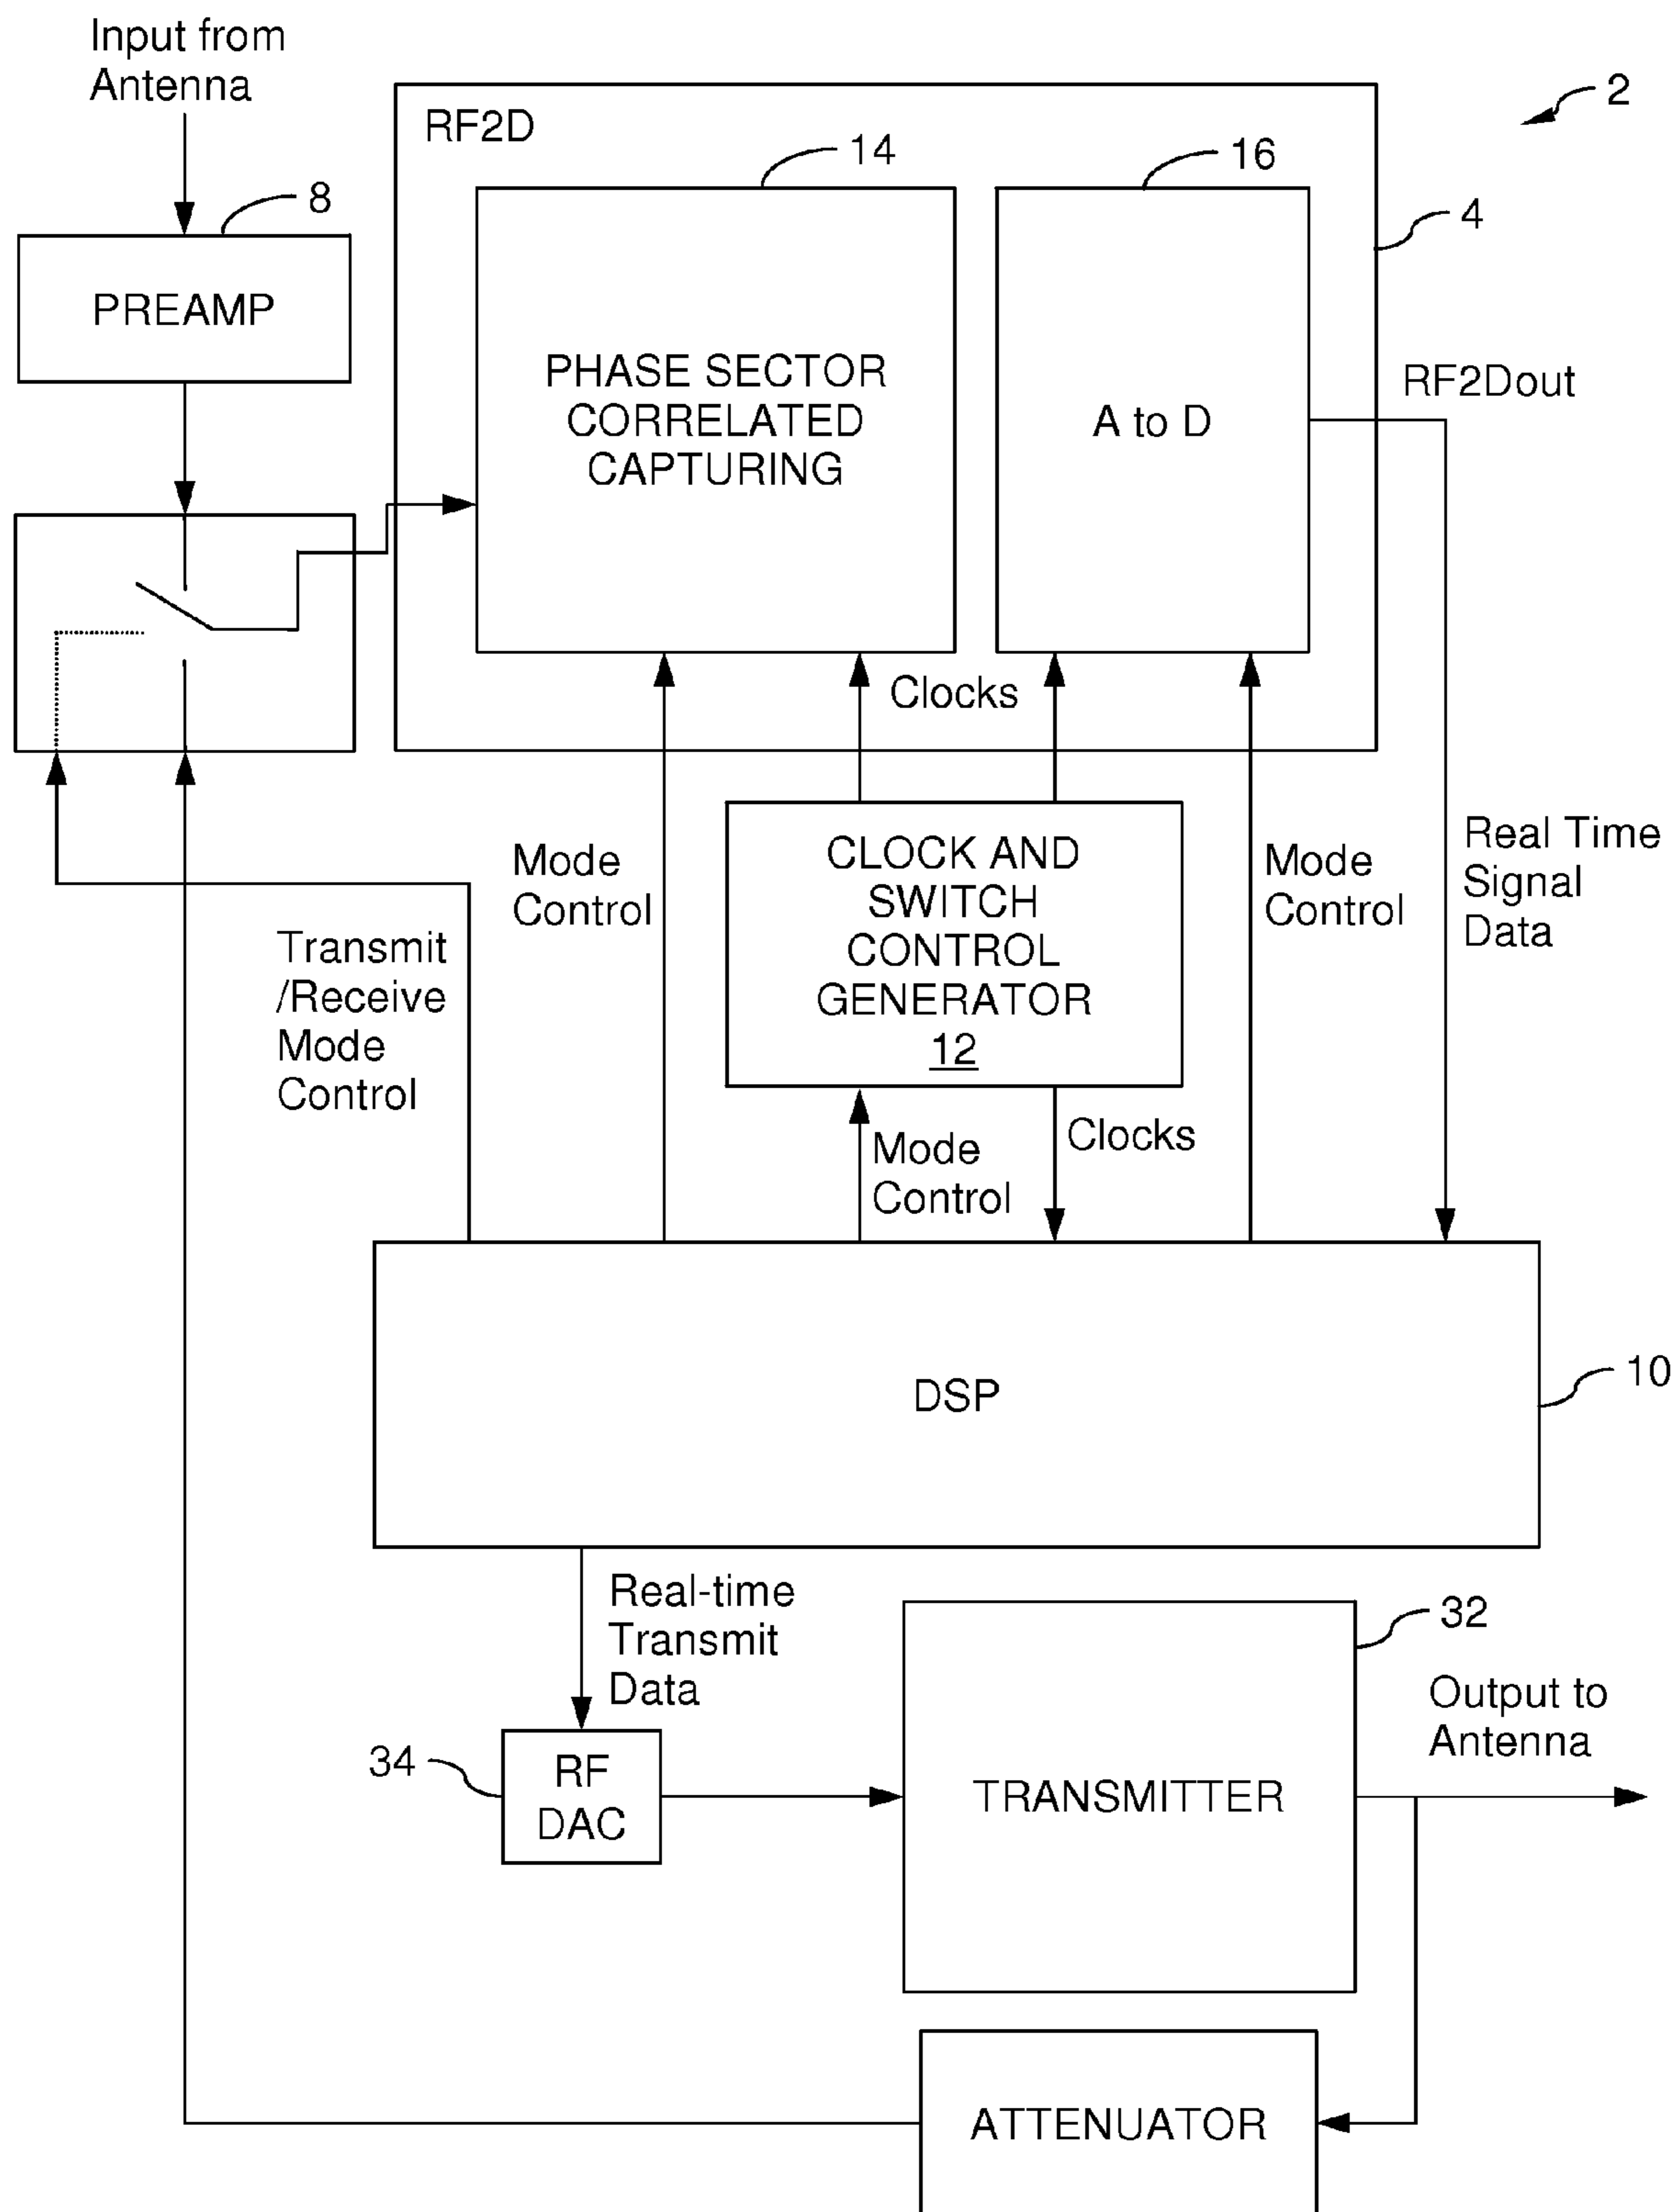 Input from
Antenna
2
RF2D
14
16
8
4
PREAMP
PHASE SECTOR
CORRELATED
CAPTURING
A to D
RF2Dout
Clocks
Mode
Control
CLOCK AND
SWITCH
CONTROL
GENERATOR
12
Mode
Control
Real Time
Signal
Data
Transmit
/Receive
Mode
Control
Mode
Control
Clocks
DSP
10
Real-time
Transmit
Data
32
Output to
Antenna
34
RF
DAC
TRANSMITTER
ATTENUATOR